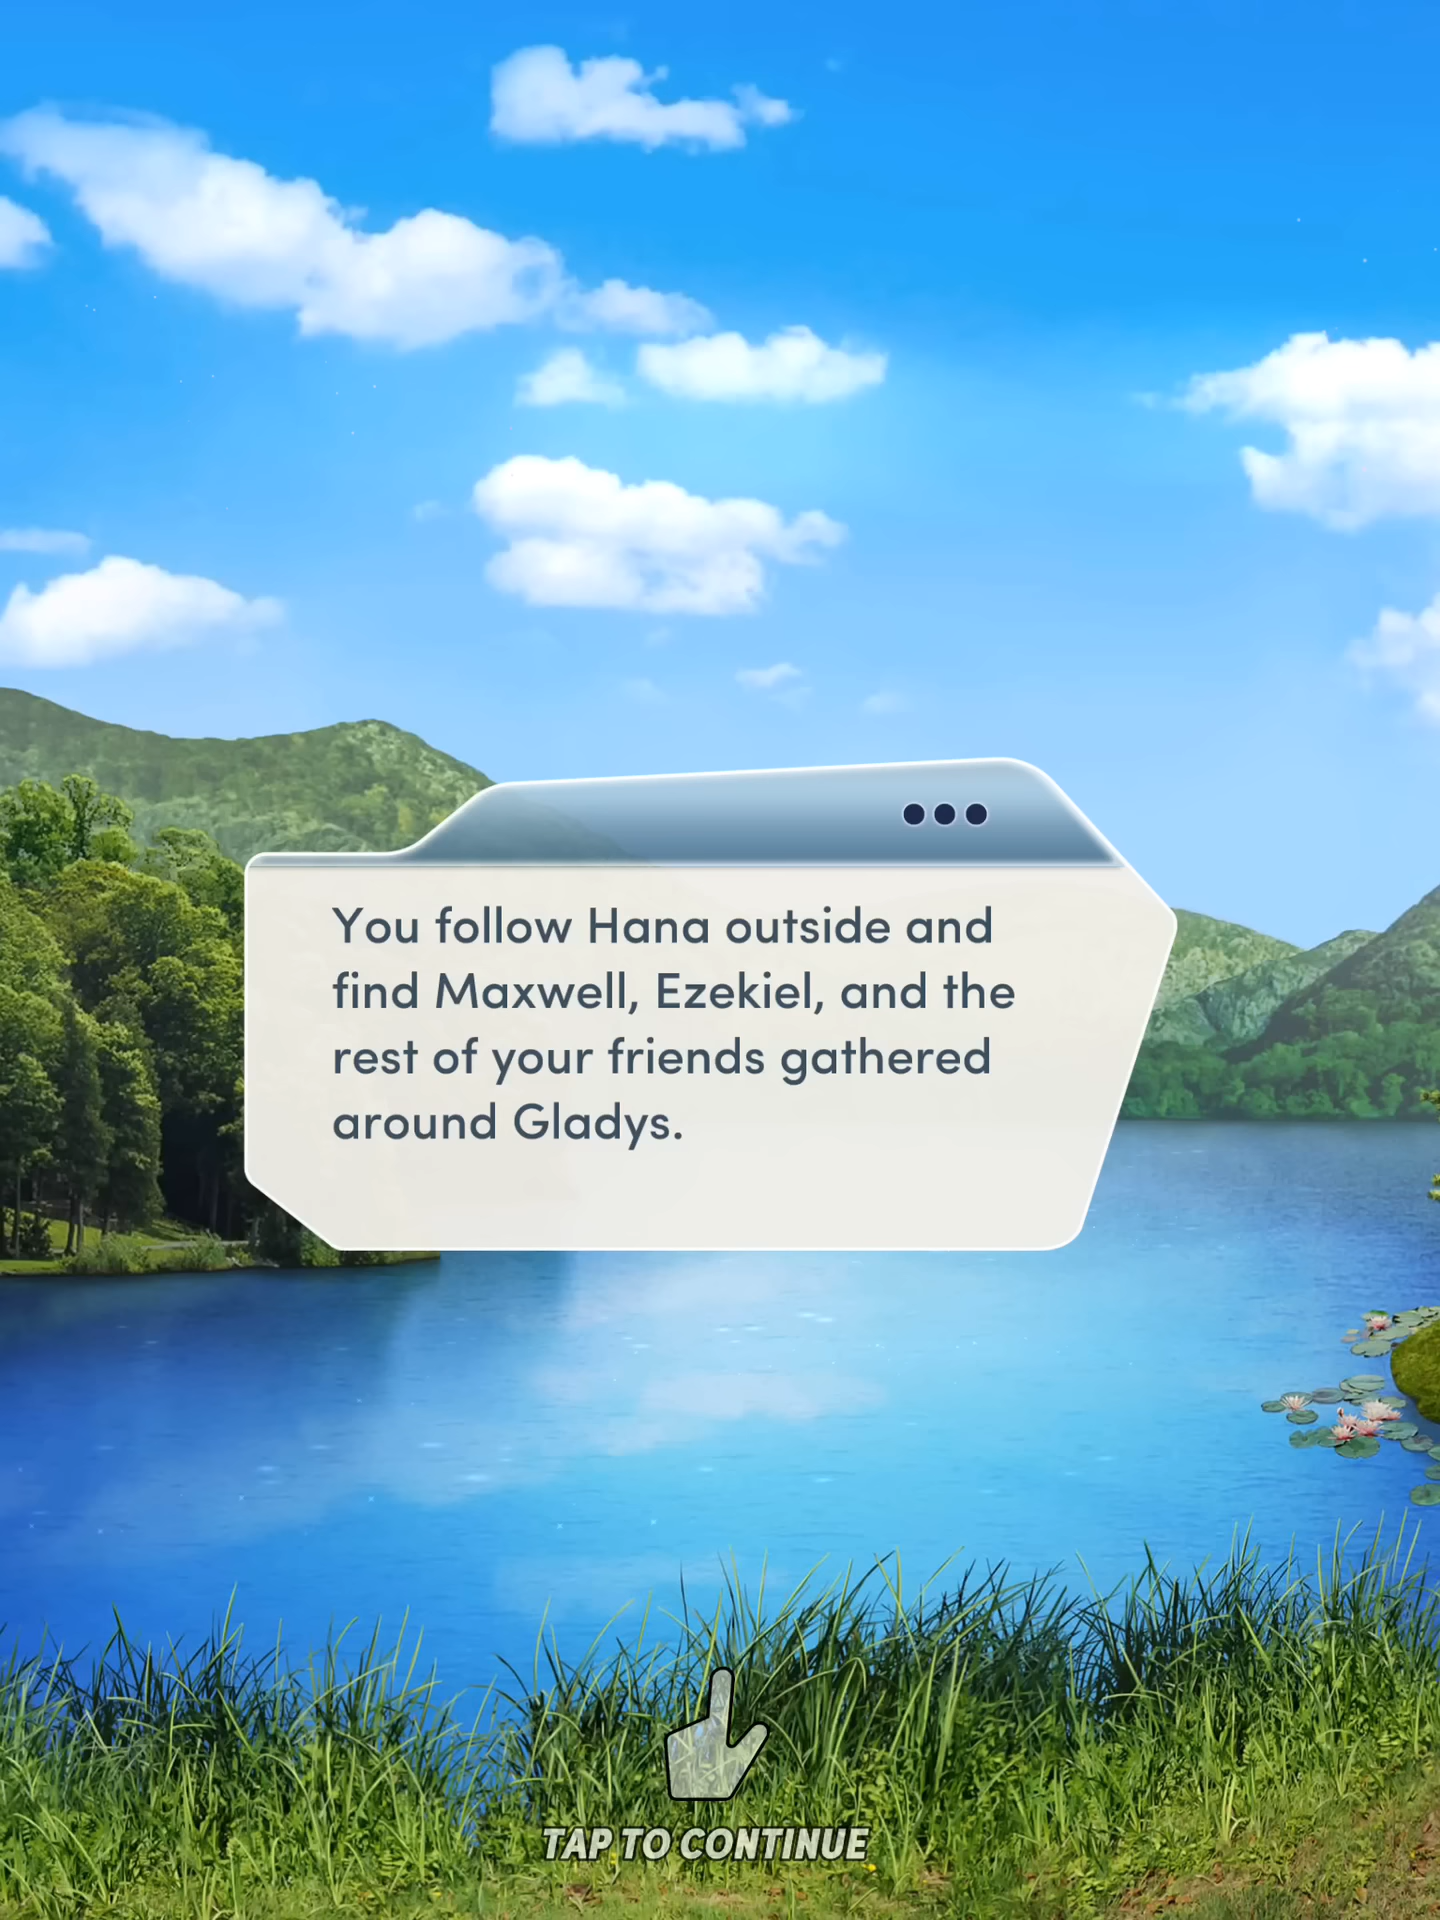 You follow Hana outside and
find Maxwell, Ezekiel, and the
rest of your friends gathered
around Gladys.
TAP TO CONTINUE